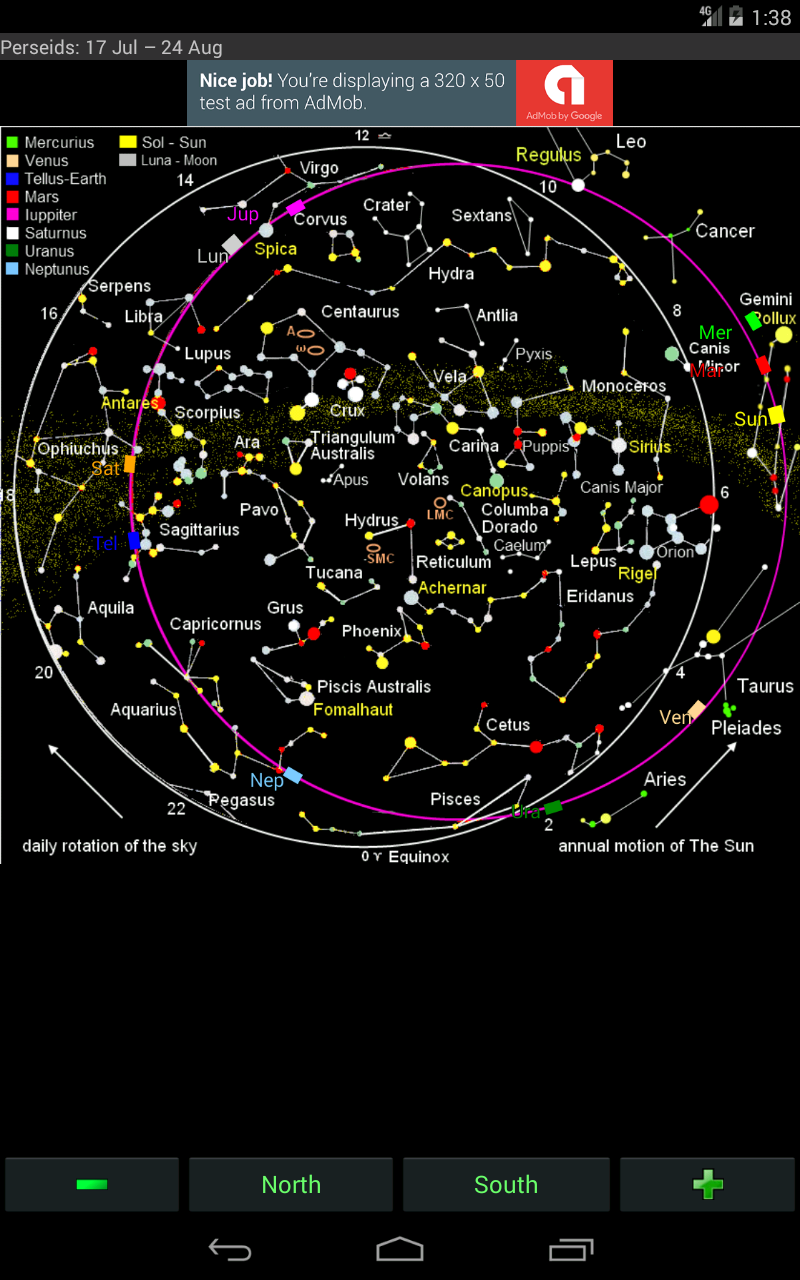 4G 1:38
Perseids: 17 Jul – 24 Aug
Nice job! You're displaying a 320 x 50
test ad from AdMob.
AdMob by Google
Mercurius
Venus
Tellus-Earth
Mars
Iuppiter
Saturnus
Uranus
Neptunus
Sol - Sun
Luna - Moon
12 ♎
14
Virgo
Regulus
Leo
10
Jup
Corvus
Crater
Sextans
Cancer
Lun
Spica
Hydra
Serpens
Libra
16
Centaurus
Antlia
8
Gemini
Pollux
Mer
A
ω
Lupus
Pyxis
Canis
Minor
Mar
Vela
Monoceros
Antares
Scorpius
Crux
Sun
Ophiuchus
Ara
Triangulum
Australis
Carina
Puppis
Sirius
Sat
Apus
Volans
Canopus
Canis Major
18
6
Pavo
LMC
Columba
Dorado
Sagittarius
Hydrus
Caelum
Orion
Tel
SMC
Reticulum
Lepus
Rigel
Tucana
Achernar
Eridanus
Aquila
Grus
Capricornus
Phoenix
20
4
Piscis Australis
Fomalhaut
Taurus
Aquarius
Ven
Pleiades
Cetus
Nep
Aries
Pegasus
Pisces
22
Ura
2
daily rotation of the sky
annual motion of The Sun
0 ♈ Equinox
North
South